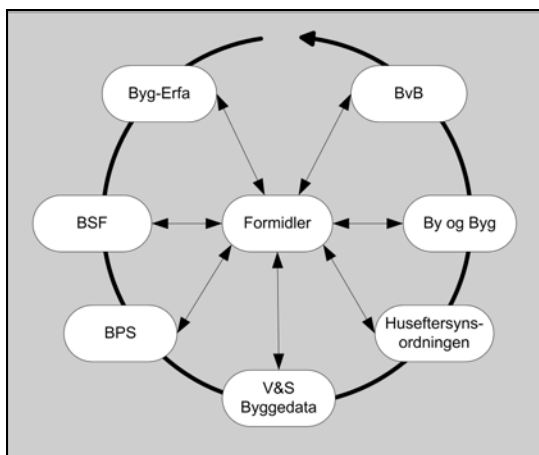 Byg-Erfa
BvB
BSF
Formidler
By og Byg
BPS
Huseftersyns-
ordningen
V&S
Byggedata